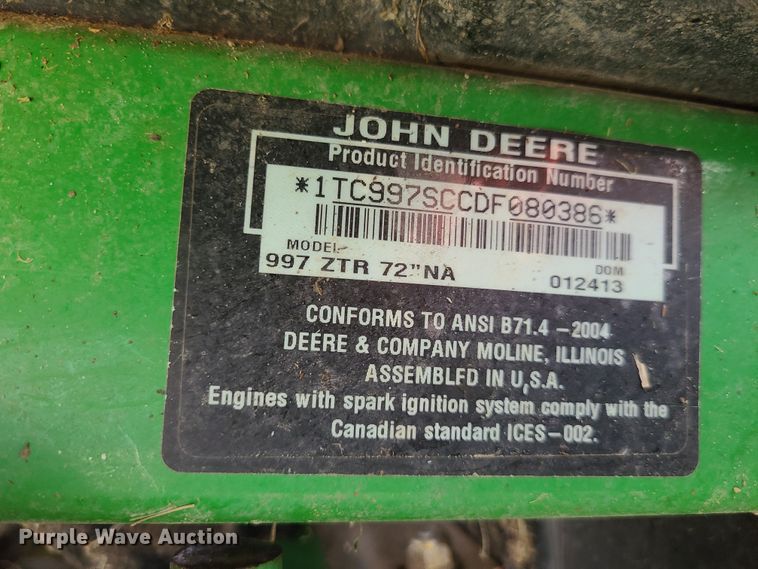 JOHN DEERE
Product Identification Number
*1TC997SCCDF080386*
MODEL DOM
997 ZTR 72"NA 012413
CONFORMS TO ANSI B71.4 -2004
DEERE & COMPANY MOLINE, ILLINOIS
ASSEMBLED IN U.S.A.
Engines with spark ignition system comply with the
Canadian standard ICES-002.
Purple Wave Auction